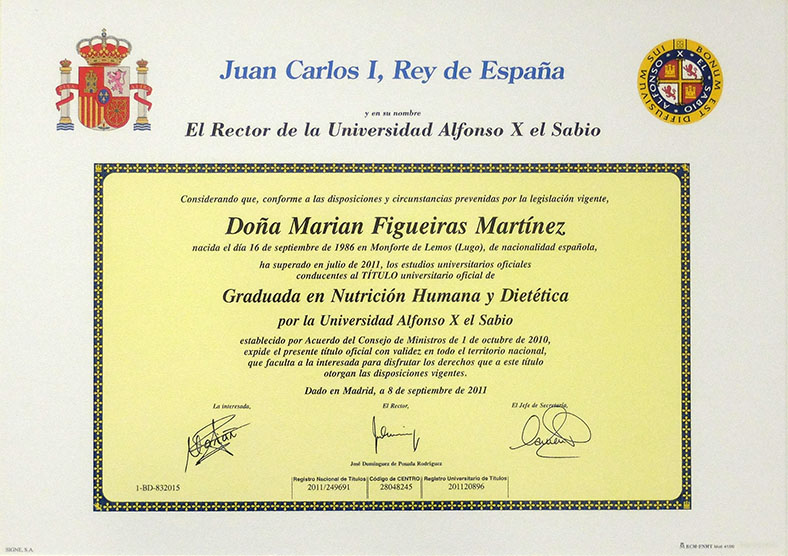 Juan Carlos I, Rey de España
BONUM EST DIFFUSIVUM SUI
ALFONSO X EL SABIO
y en su nombre
El Rector de la Universidad Alfonso X el Sabio
Considerando que, conforme a las disposiciones y circunstancias prevenidas por la legislación vigente,
Doña Marian Figueiras Martínez
nacida el día 16 de septiembre de 1986 en Monforte de Lemos (Lugo), de nacionalidad española,
ha superado en julio de 2011, los estudios universitarios oficiales
conducentes al TÍTULO universitario oficial de
Graduada en Nutrición Humana y Dietética
por la Universidad Alfonso X el Sabio
establecido por Acuerdo del Consejo de Ministros de 1 de octubre de 2010,
expide el presente título oficial con validez en todo el territorio nacional,
que faculta a la interesada para disfrutar los derechos que a este título
otorgan las disposiciones vigentes.
Dado en Madrid, a 8 de septiembre de 2011
La interesada, El Rector, El Jefe de Secretaría,
José Domínguez de Posada Rodríguez
1-BD-832015
Registro Nacional de Títulos Código de CENTRO Registro Universitario de Títulos
2011/249691 28048245 201120896
SIGNE, S.A.